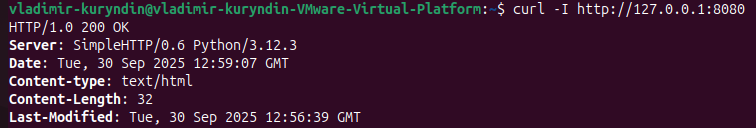 vladimir-kuryndin@vladimir-kuryndin-VMware-Virtual-Platform:~$ curl -I http://127.0.0.1:8080
HTTP/1.0 200 OK
Server: SimpleHTTP/0.6 Python/3.12.3
Date: Tue, 30 Sep 2025 12:59:07 GMT
Content-type: text/html
Content-Length: 32
Last-Modified: Tue, 30 Sep 2025 12:56:39 GMT